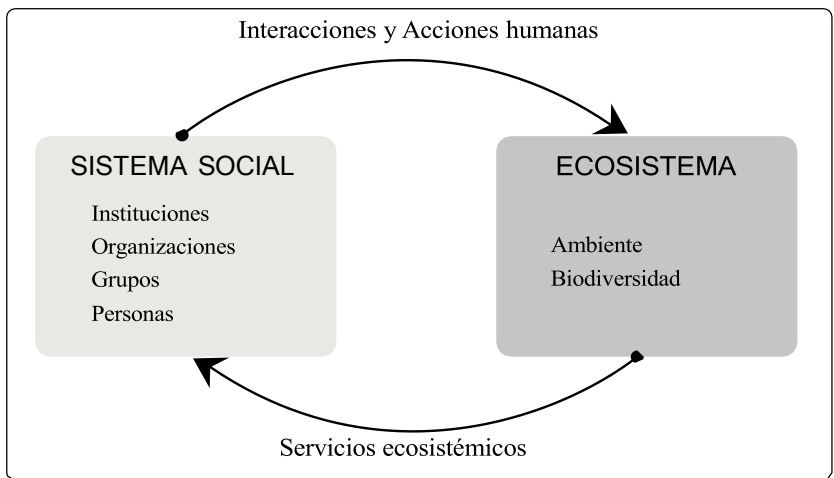 Interacciones y Acciones humanas
SISTEMA SOCIAL
Instituciones
Organizaciones
Grupos
Personas
ECOSISTEMA
Ambiente
Biodiversidad
Servicios ecosistémicos